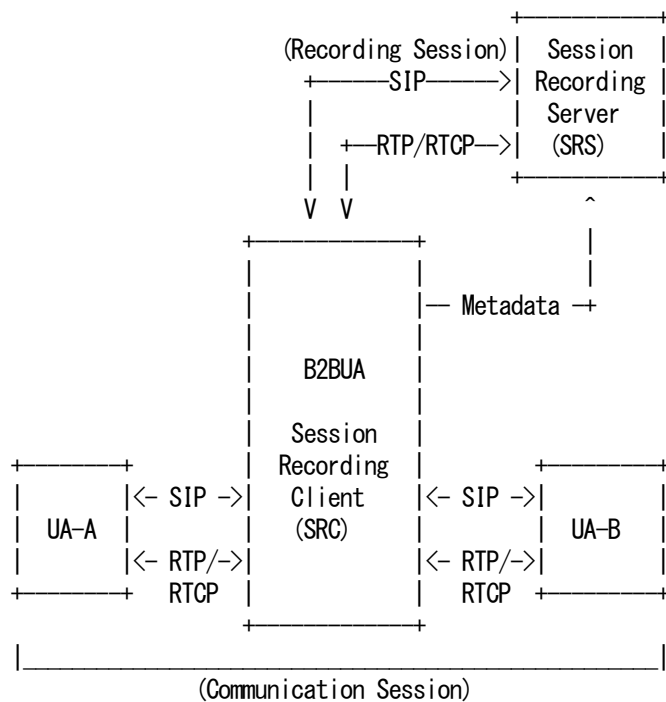 (Recording Session) Session
SIP Recording
Server
RTP/RTCP (SRS)
Metadata
B2BUA
Session
Recording
SIP Client SIP
UA-A (SRC) UA-B
RTP/ RTP/
RTCP RTCP
(Communication Session)